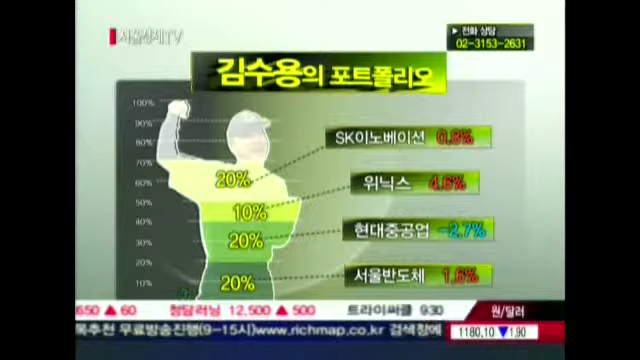 서울경제TV
▶ 전화 상담
02-3153-2631
김수용의 포트폴리오
100%
90%
80%
70%
60%
50%
40%
30%
20%
10%
SK이노베이션 0.8%
20%
위닉스 4.6%
10%
현대중공업 -2.7%
20%
서울반도체 1.6%
20%
650 ▲ 60 정답러닝 12,500 ▲ 500 트라이써클 930
원/달러
목추천 무료방송진행(9-15시)www.richmap.co.kr 검색창에
1180.10 ▼1.90